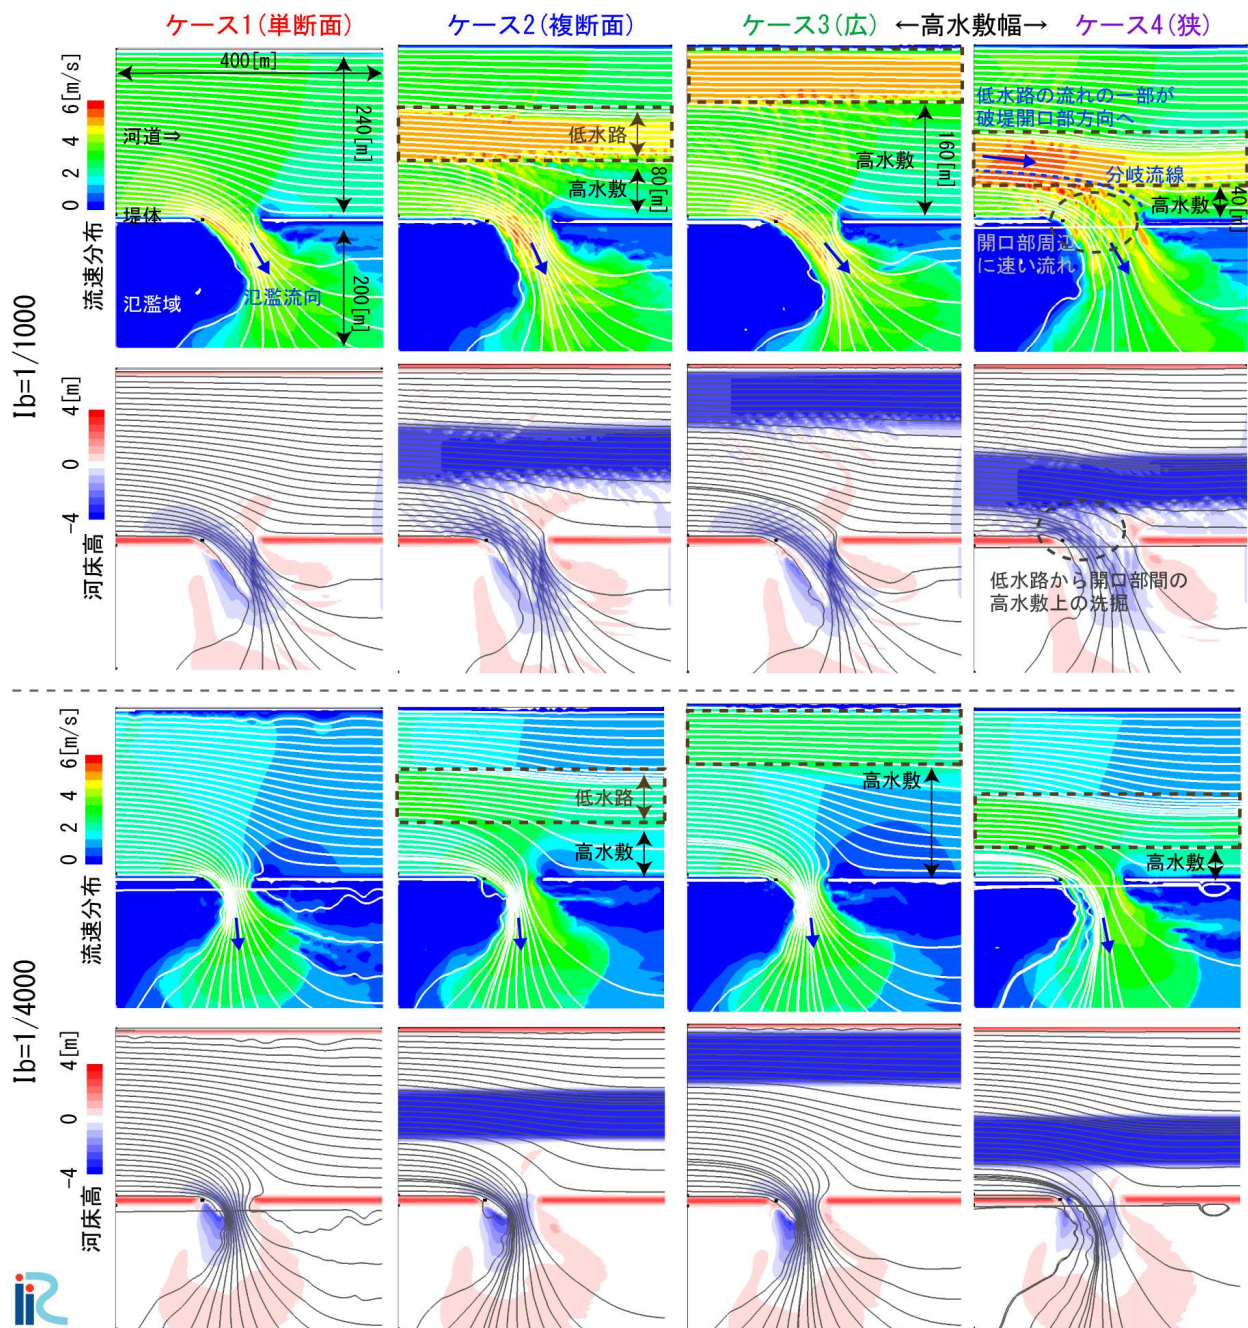 ケース1(単断面)
ケース2(複断面)
ケース3(広)
←高水敷幅→
ケース4(狭)
Ib=1/1000
流速分布
0 2 4 6[m/s]
400[m]
240[m]
河道⇒
堤体
氾濫域
氾濫流向
200[m]
低水路
高水敷
80[m]
高水敷
160[m]
低水路の流れの一部が
破堤開口部方向へ
分岐流線
高水敷
40[m]
開口部周辺
に速い流れ
河床高
-4 0 4[m]
低水路から開口部間の
高水敷上の洗掘
Ib=1/4000
流速分布
0 2 4 6[m/s]
低水路
高水敷
高水敷
高水敷
河床高
-4 0 4[m]
iRIC